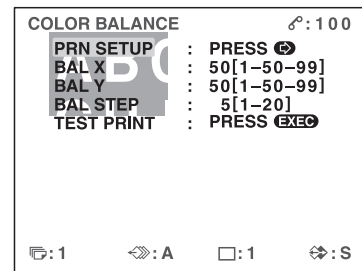 COLOR BALANCE :100
PRN SETUP : PRESS
BAL X : 50[1–50–99]
BAL Y : 50[1–50–99]
BAL STEP : 5[1–20]
TEST PRINT : PRESS EXEC
:1 :A :1 :S